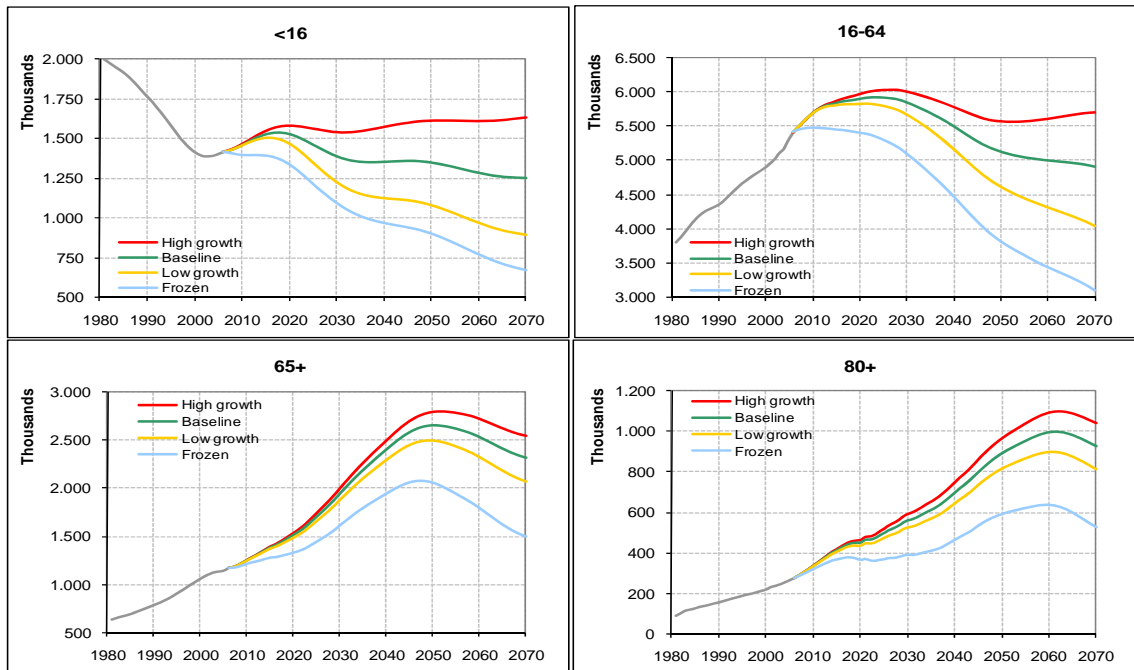 <16
Thousands
2.000
1.750
1.500
1.250
1.000
750
500
High growth
Baseline
Low growth
Frozen
1980 1990 2000 2010 2020 2030 2040 2050 2060 2070
16-64
Thousands
6.500
6.000
5.500
5.000
4.500
4.000
3.500
3.000
High growth
Baseline
Low growth
Frozen
1980 1990 2000 2010 2020 2030 2040 2050 2060 2070
65+
Thousands
3.000
2.500
2.000
1.500
1.000
500
High growth
Baseline
Low growth
Frozen
1980 1990 2000 2010 2020 2030 2040 2050 2060 2070
80+
Thousands
1.200
1.000
800
600
400
200
0
High growth
Baseline
Low growth
Frozen
1980 1990 2000 2010 2020 2030 2040 2050 2060 2070